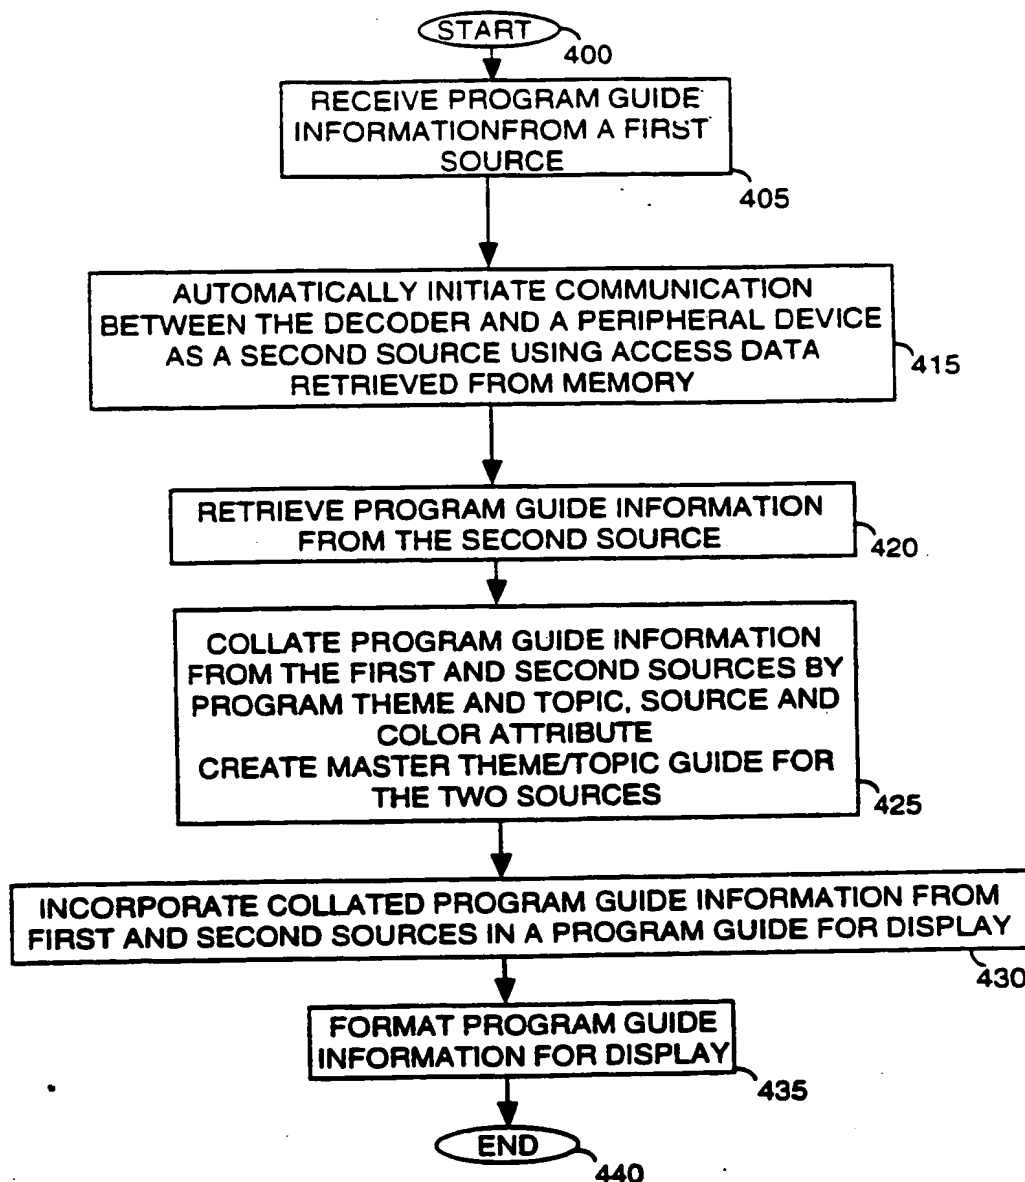 START
400
RECEIVE PROGRAM GUIDE
INFORMATIONFROM A FIRST
SOURCE
405
AUTOMATICALLY INITIATE COMMUNICATION
BETWEEN THE DECODER AND A PERIPHERAL DEVICE
AS A SECOND SOURCE USING ACCESS DATA
RETRIEVED FROM MEMORY
415
RETRIEVE PROGRAM GUIDE INFORMATION
FROM THE SECOND SOURCE
420
COLLATE PROGRAM GUIDE INFORMATION
FROM THE FIRST AND SECOND SOURCES BY
PROGRAM THEME AND TOPIC, SOURCE AND
COLOR ATTRIBUTE
CREATE MASTER THEME/TOPIC GUIDE FOR
THE TWO SOURCES
425
INCORPORATE COLLATED PROGRAM GUIDE INFORMATION FROM
FIRST AND SECOND SOURCES IN A PROGRAM GUIDE FOR DISPLAY
430
FORMAT PROGRAM GUIDE
INFORMATION FOR DISPLAY
435
END
440